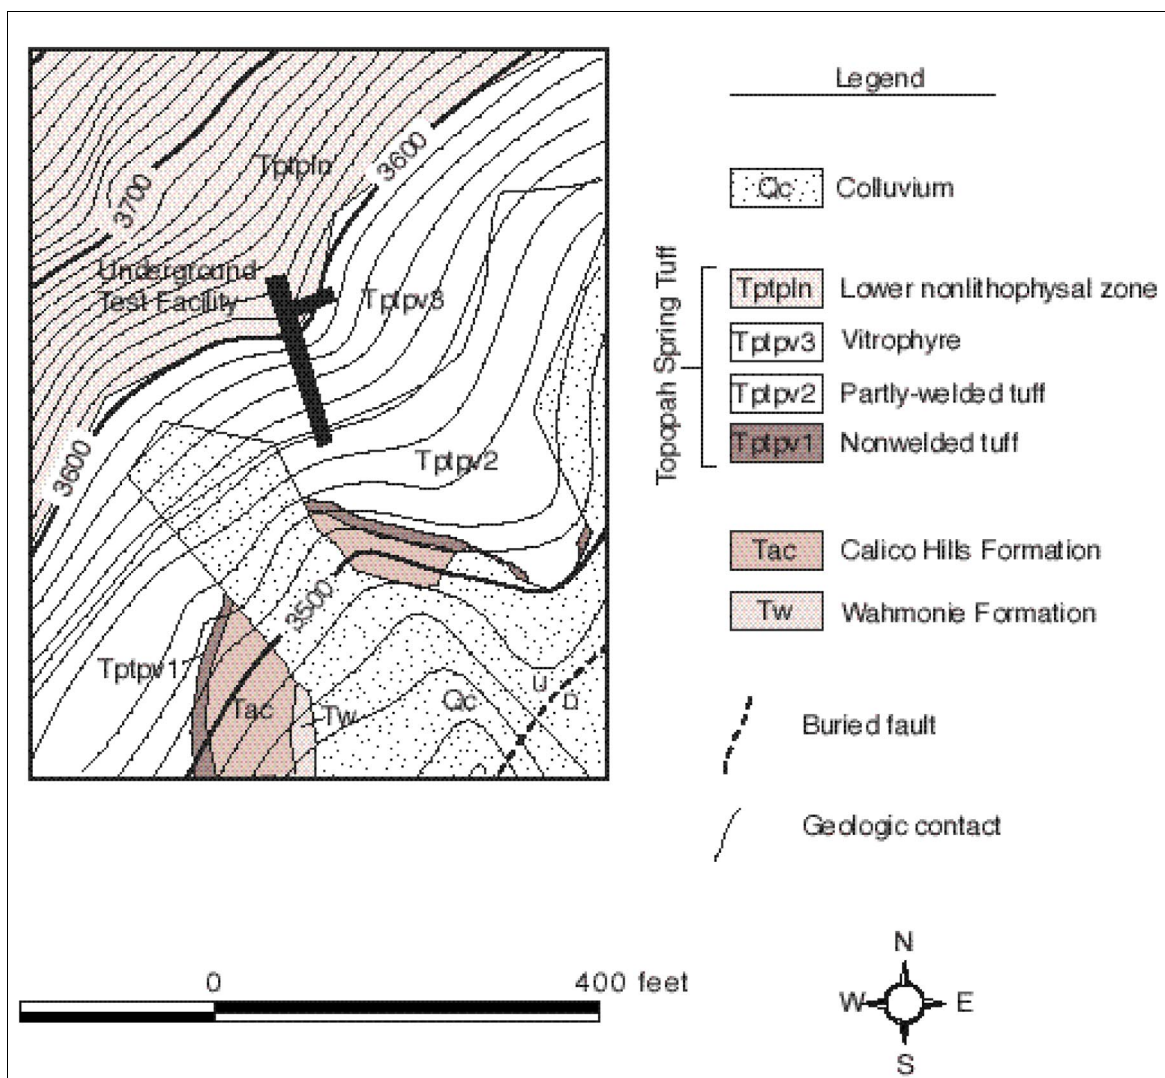 Legend
Tptpln
3600
3700
Qc Colluvium
Underground
Test Facility
Tptpv3
Topopah Spring Tuff
Tptpln Lower nonlithophysal zone
Tptpv3 Vitrophyre
Tptpv2 Partly-welded tuff
Tptpv1 Nonwelded tuff
3600
Tptpv2
Tac Calico Hills Formation
3500
Tw Wahmonie Formation
Tptpv1
U
D
Tac
Tw
Qc
Buried fault
Geologic contact
0 400 feet
N
W E
S